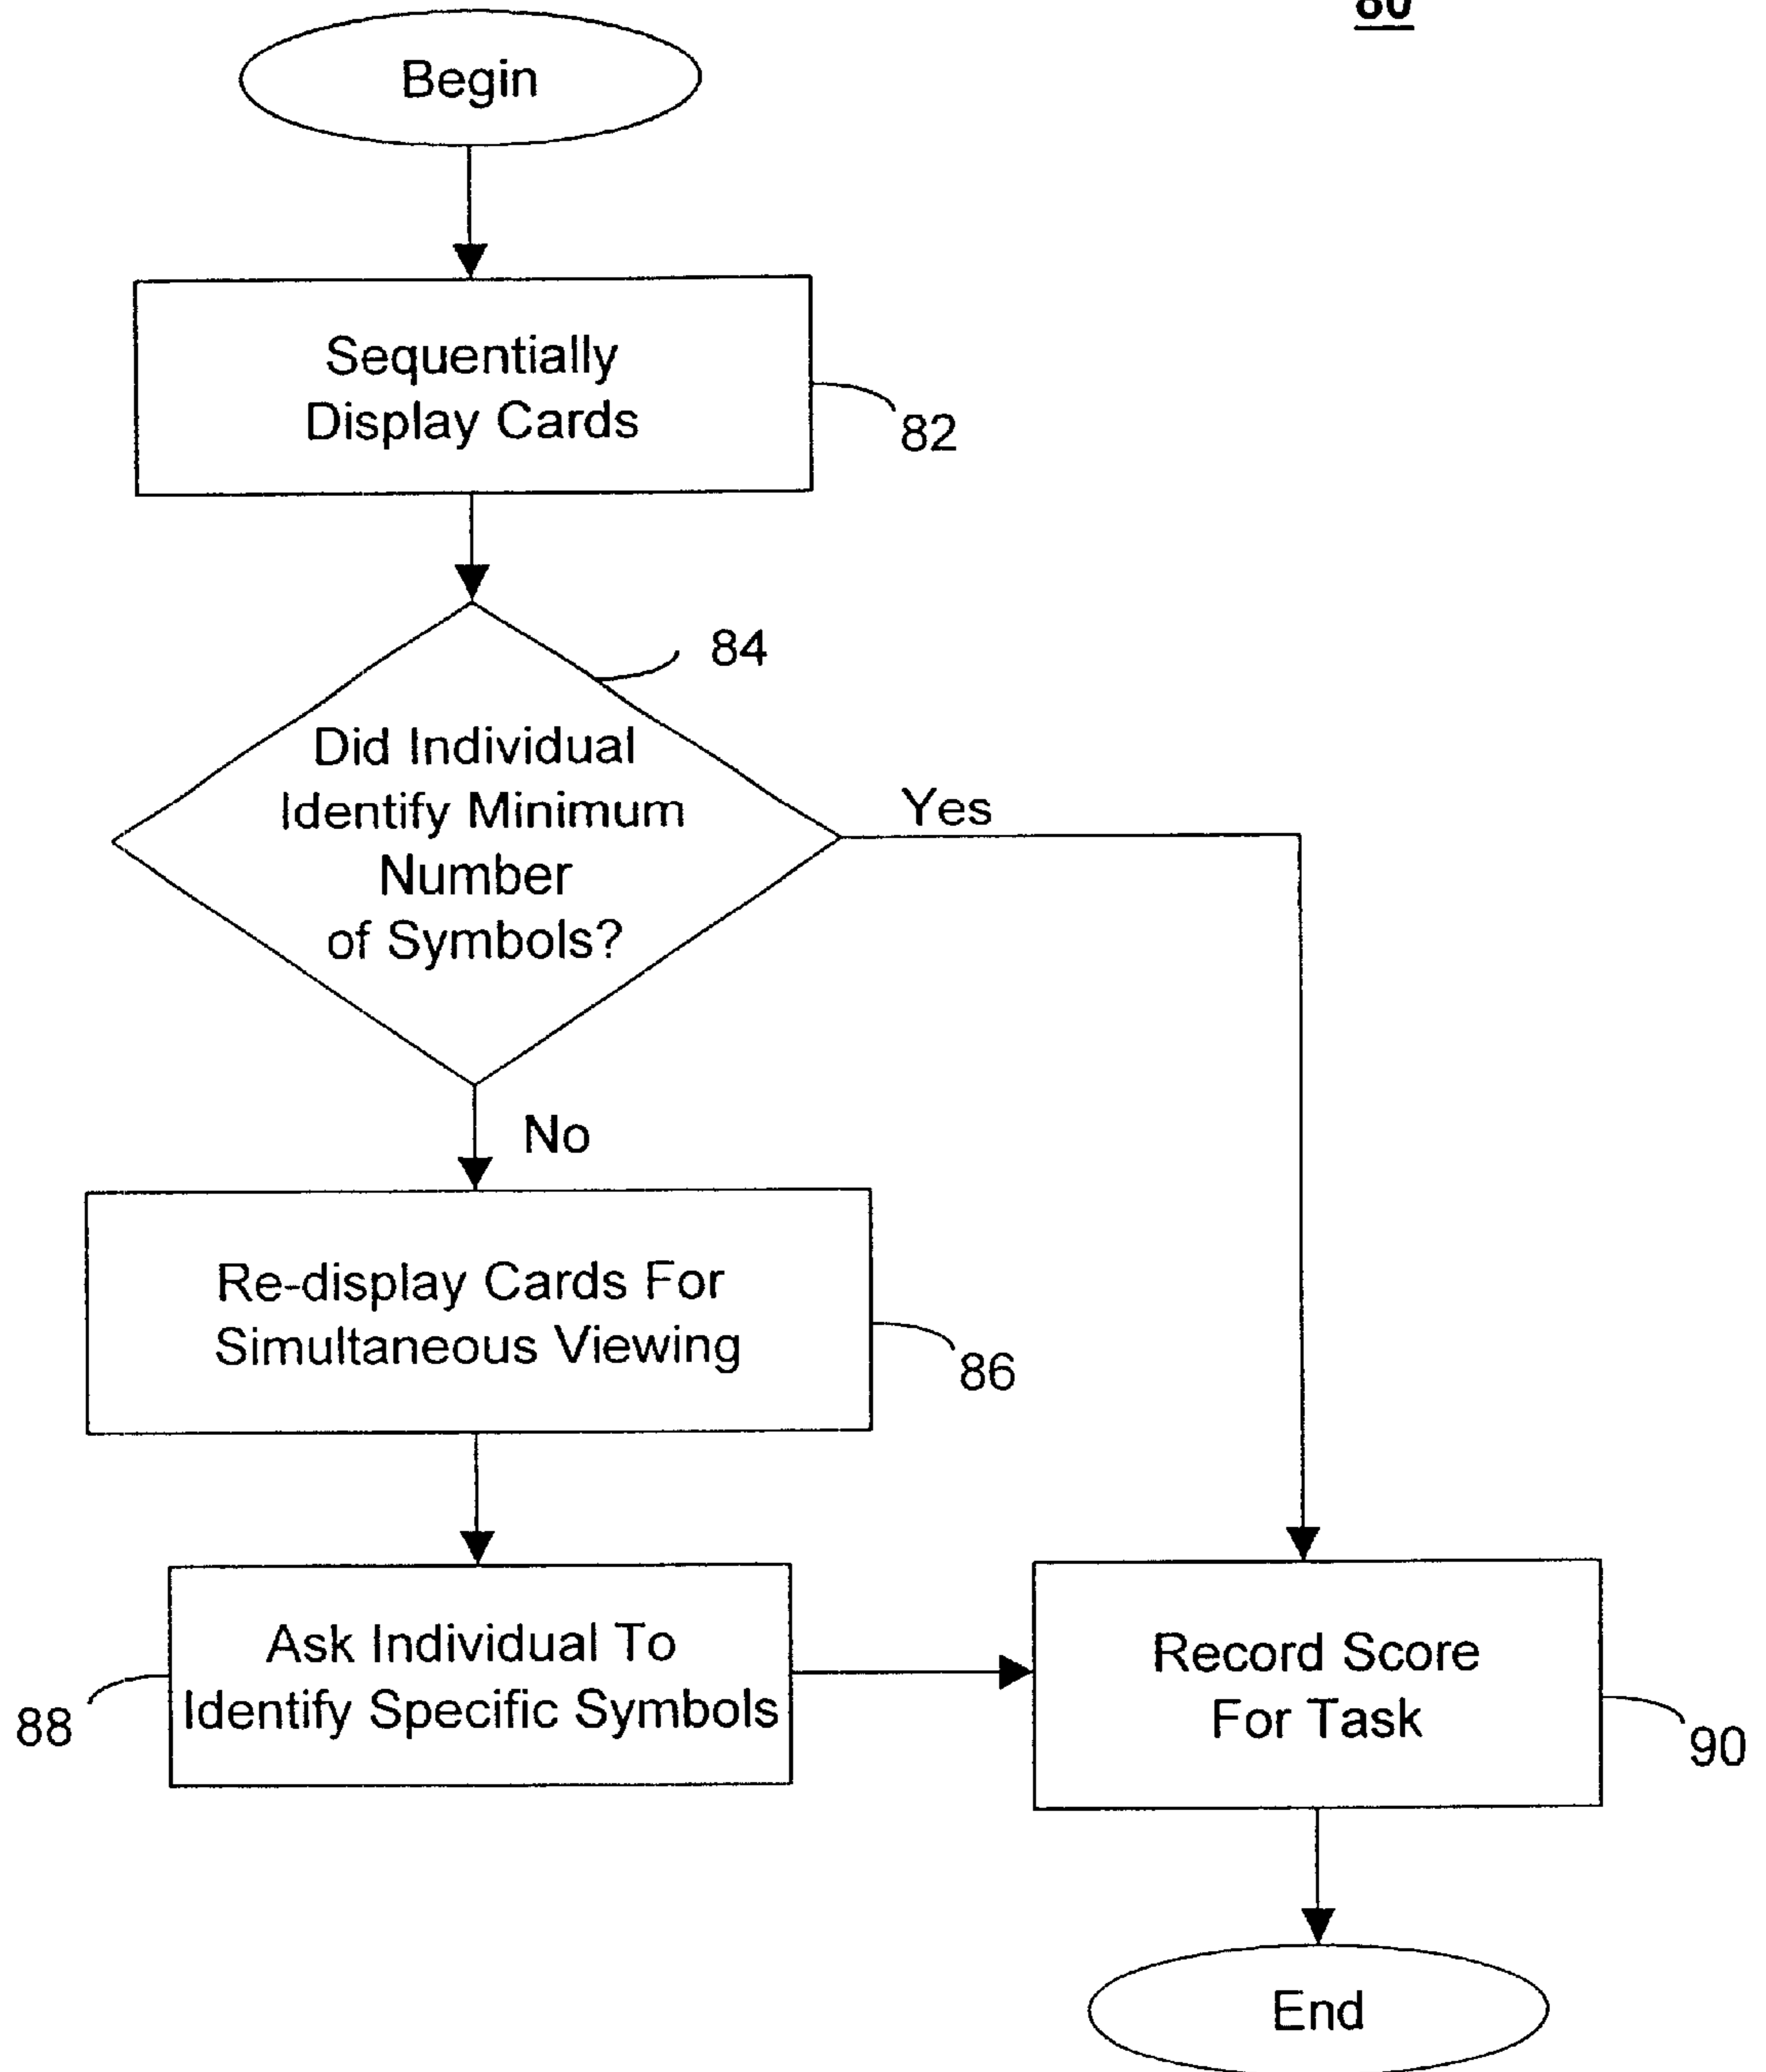 80
Begin
Sequentially
Display Cards
82
84
Did Individual
Identify Minimum
Number
of Symbols?
Yes
No
Re-display Cards For
Simultaneous Viewing
86
Ask Individual To
Identify Specific Symbols
88
Record Score
For Task
90
End